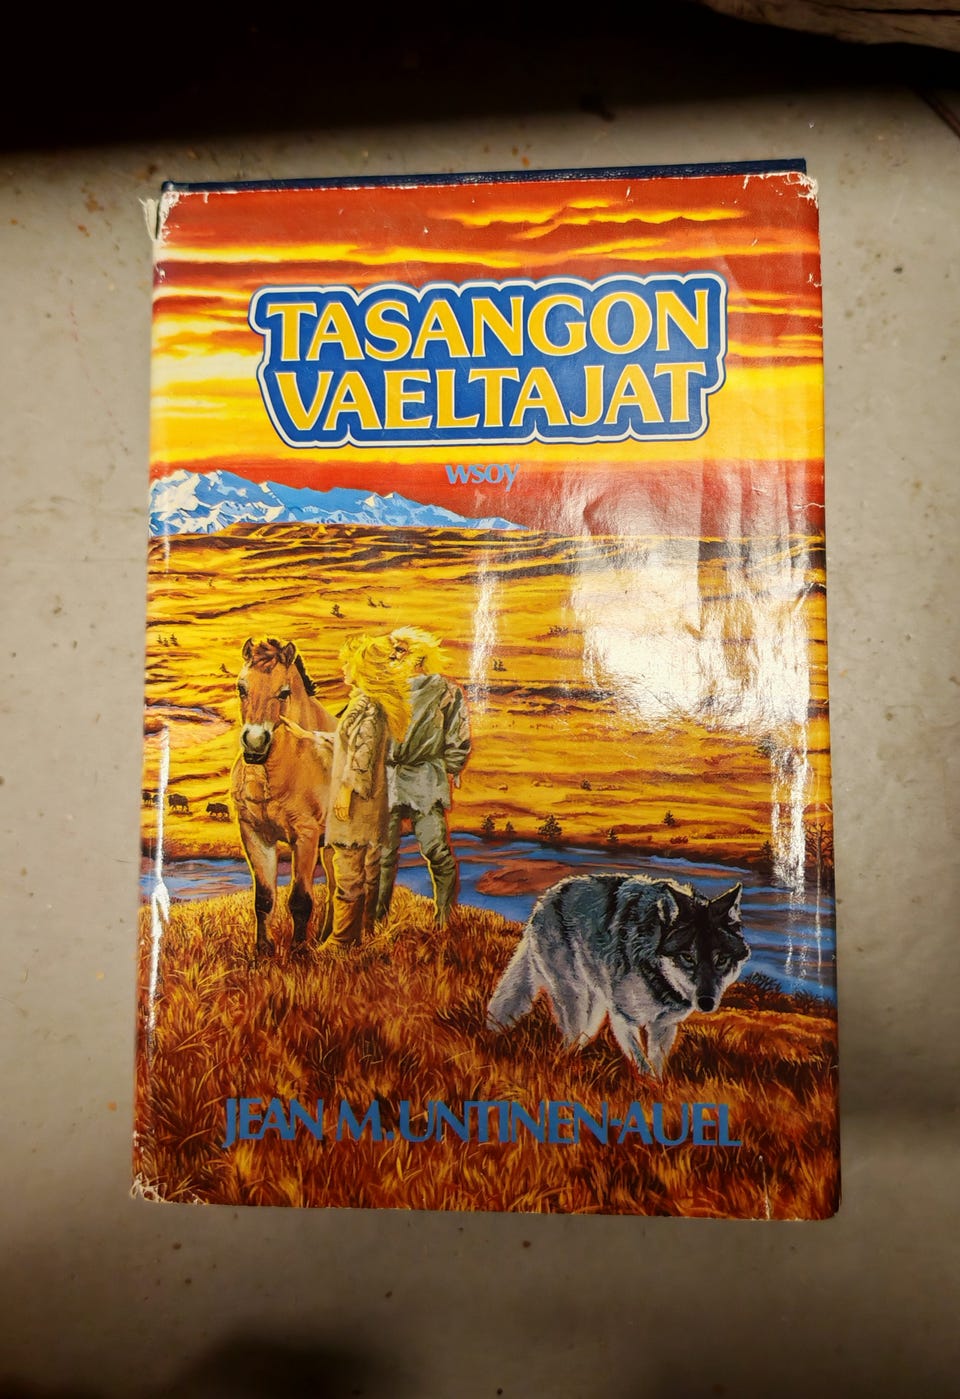 TASANGON
VAELTAJAT
wsoy
JEAN M. UNTINEN-AUEL